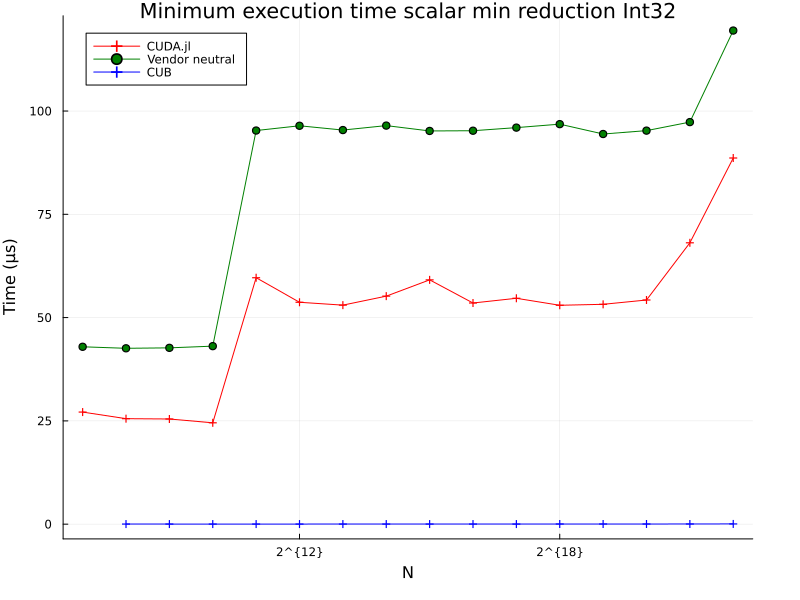 Minimum execution time scalar min reduction Int32
CUDA.jl
Vendor neutral
CUB
Time (μs)
100
75
50
25
0
2^{12}
2^{18}
N